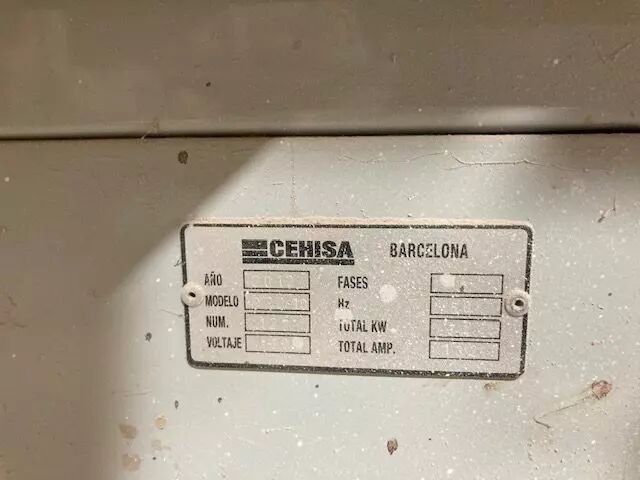 CEHISA BARCELONA
AÑO FASES
MODELO Hz
NUM. TOTAL KW
VOLTAJE TOTAL AMP.